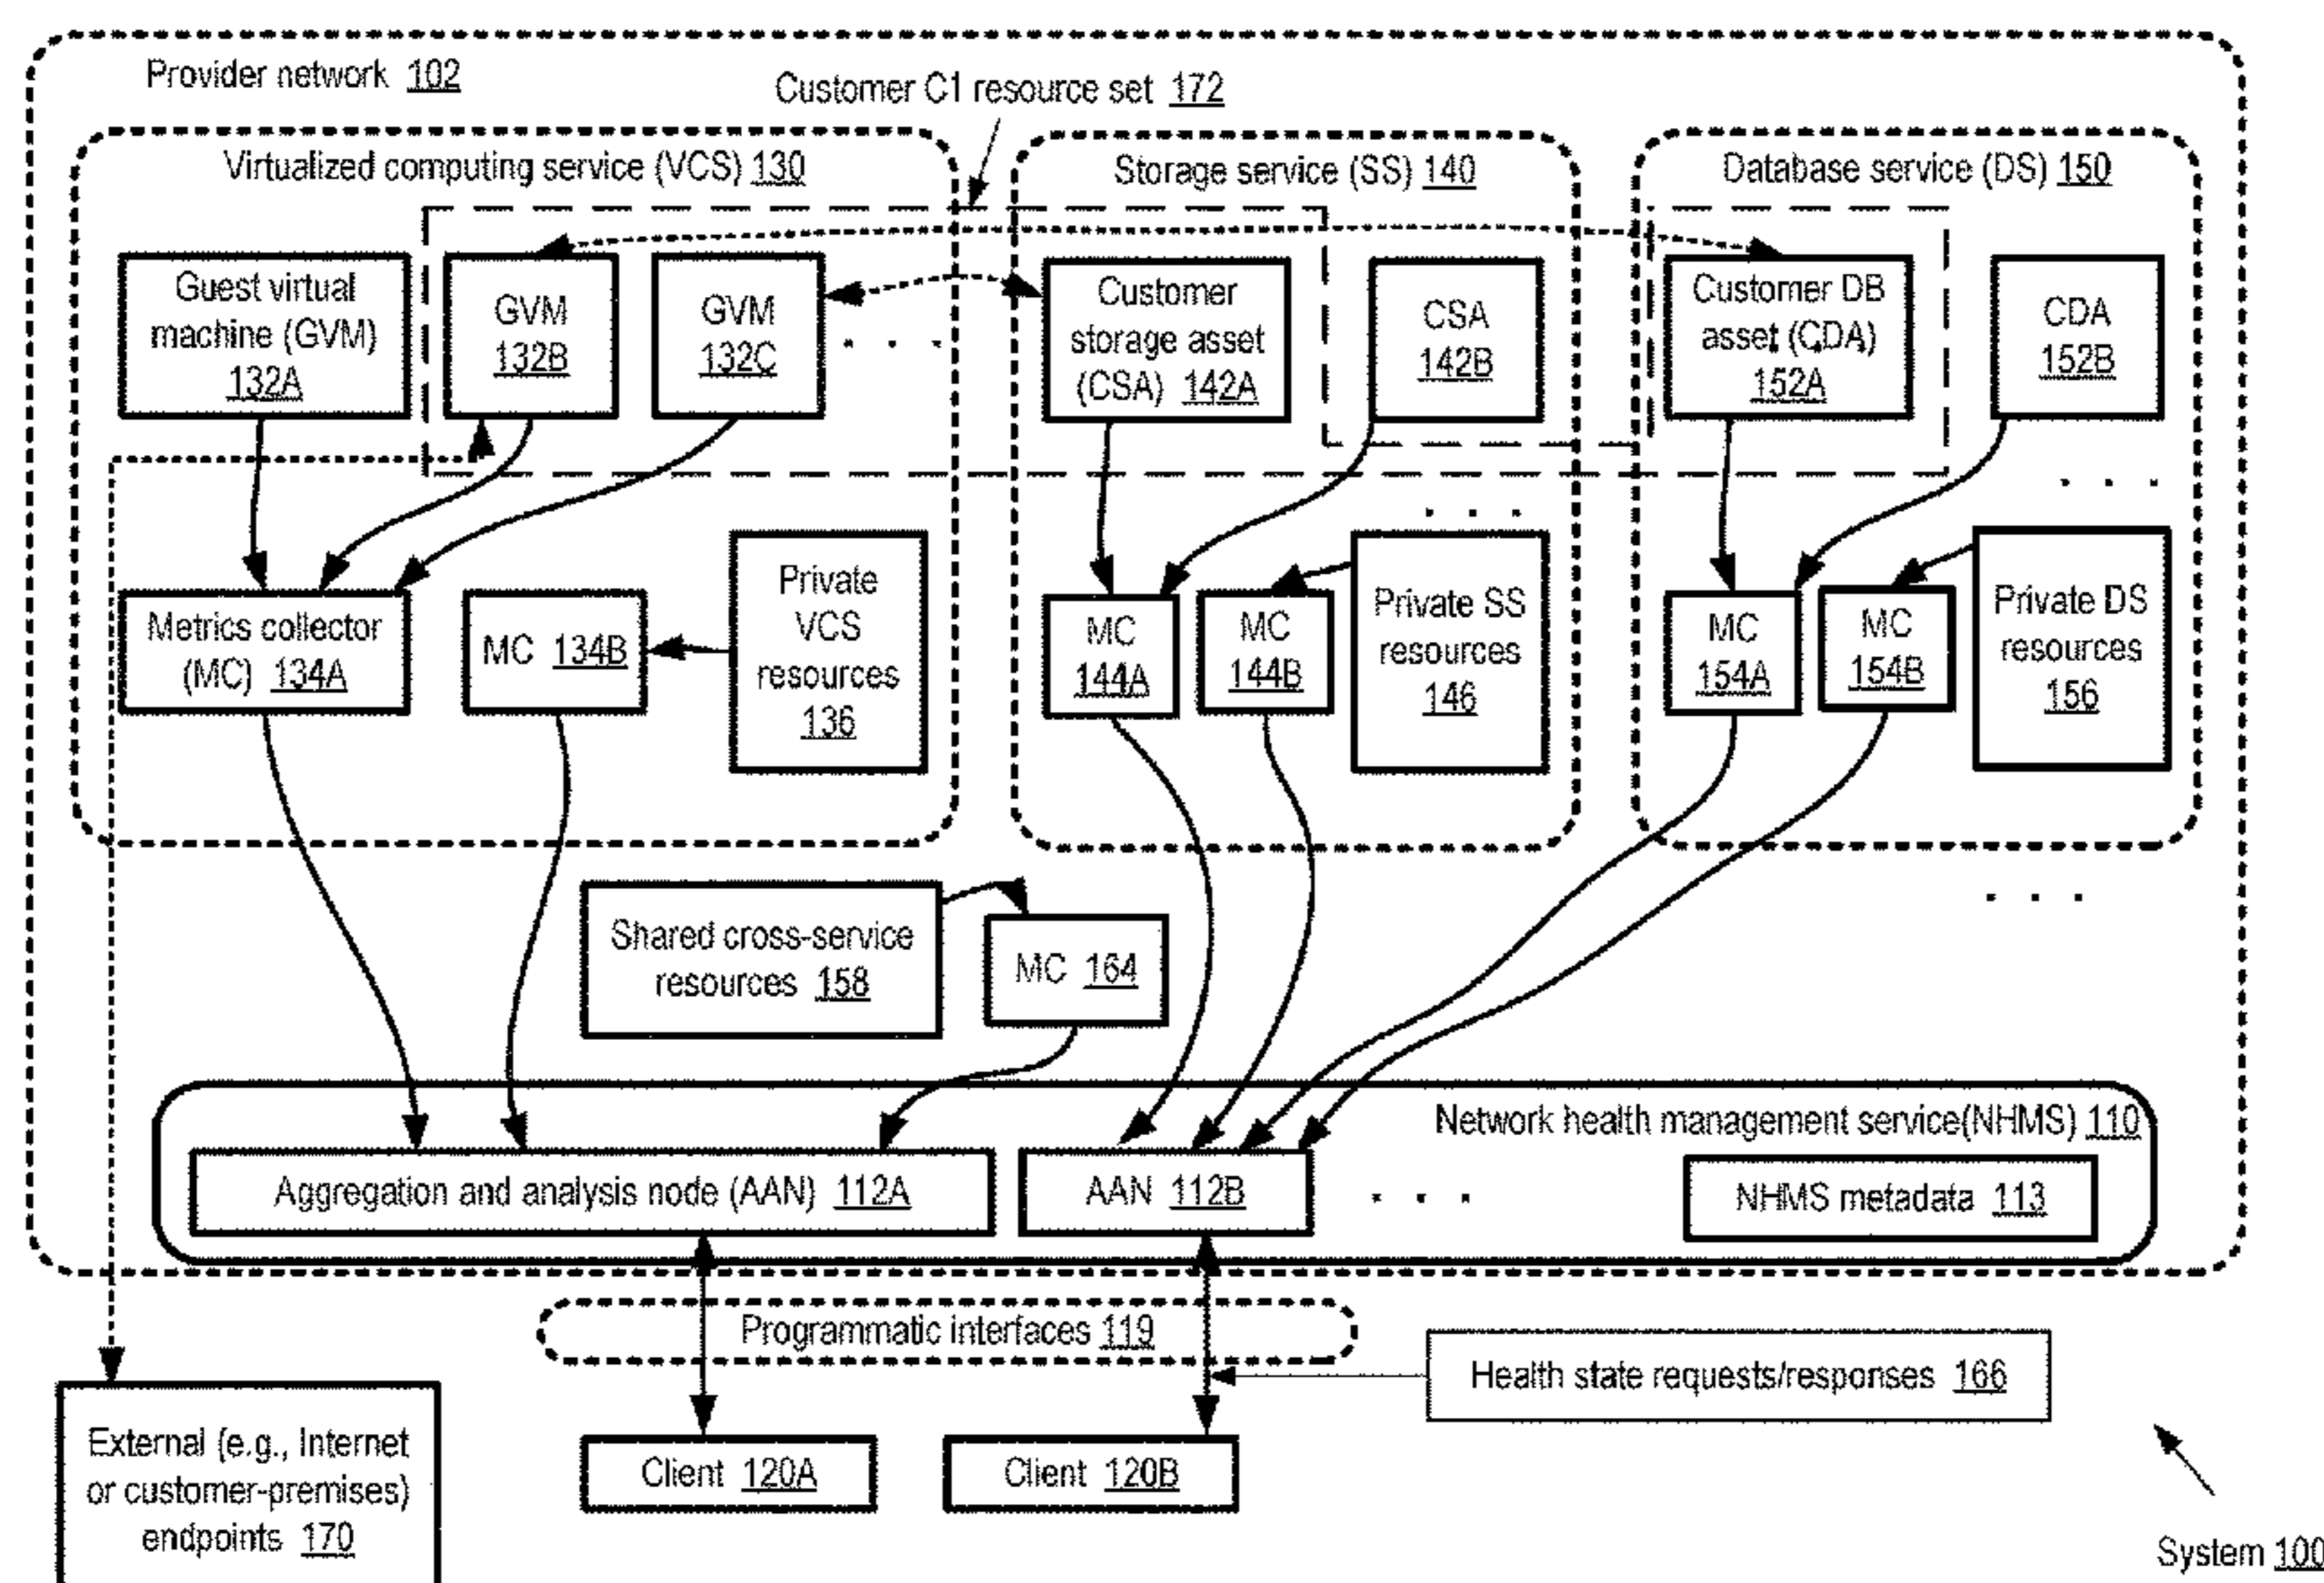 Provider network 102
Customer C1 resource set 172
Virtualized computing service (VCS) 130
Storage service (SS) 140
Database service (DS) 150
Guest virtual
machine (GVM)
132A
GVM
132B
GVM
132C
. . .
Customer
storage asset
(CSA) 142A
CSA
142B
Customer DB
asset (CDA)
152A
CDA
152B
. . .
. . .
Metrics collector
(MC) 134A
MC 134B
Private
VCS
resources
136
MC
144A
MC
144B
Private SS
resources
146
MC
154A
MC
154B
Private DS
resources
156
. . .
Shared cross-service
resources 158
MC 164
Network health management service(NHMS) 110
Aggregation and analysis node (AAN) 112A
AAN 112B
. . .
NHMS metadata 113
Programmatic interfaces 119
Health state requests/responses 166
External (e.g., Internet
or customer-premises)
endpoints 170
Client 120A
Client 120B
System 100